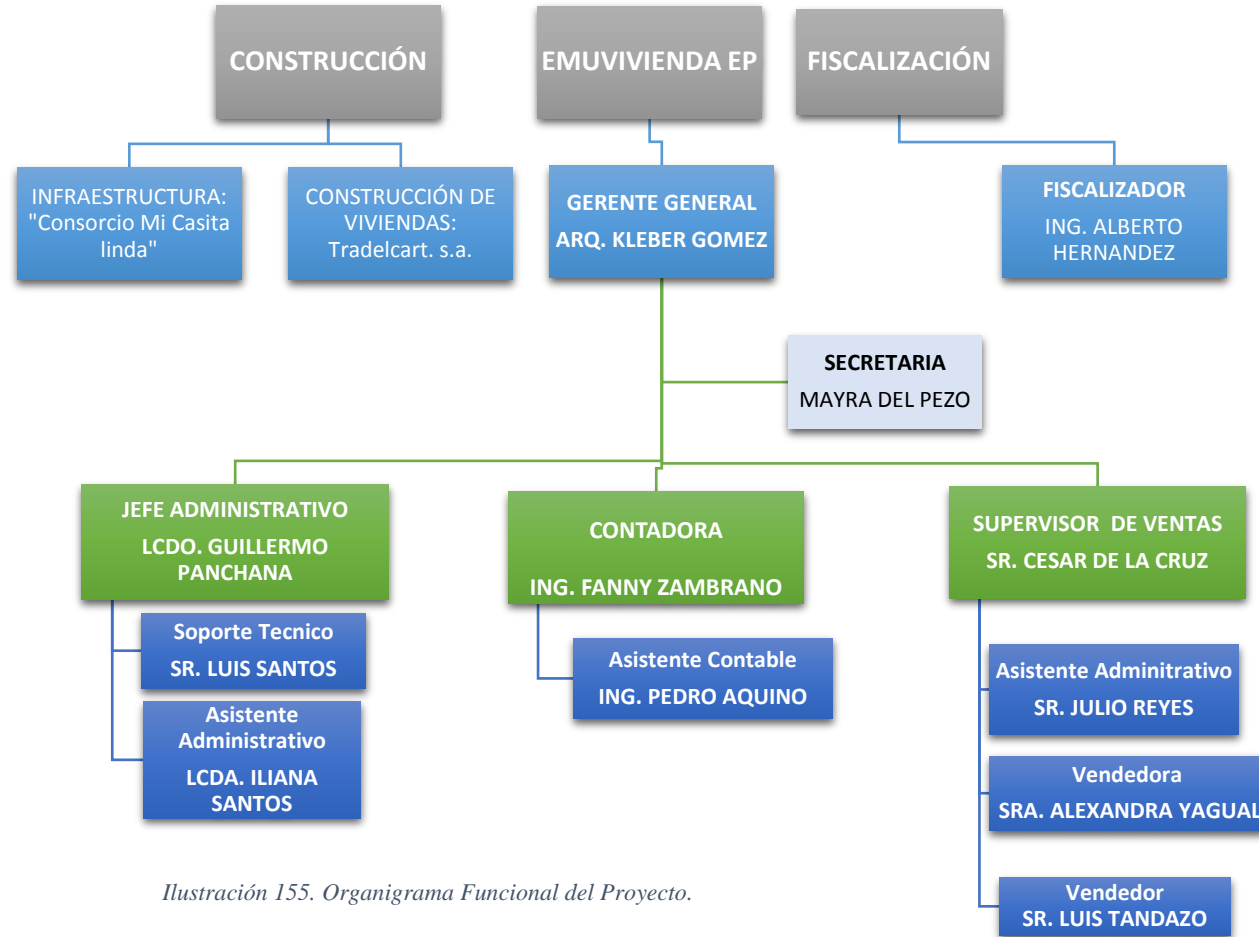 CONSTRUCCIÓN
EMUVIVIENDA EP
FISCALIZACIÓN
INFRAESTRUCTURA:
"Consorcio Mi Casita
linda"
CONSTRUCCIÓN DE
VIVIENDAS:
Tradelcart. s.a.
GERENTE GENERAL
ARQ. KLEBER GOMEZ
FISCALIZADOR
ING. ALBERTO
HERNANDEZ
SECRETARIA
MAYRA DEL PEZO
JEFE ADMINISTRATIVO
LCDO. GUILLERMO
PANCHANA
CONTADORA
ING. FANNY ZAMBRANO
SUPERVISOR DE VENTAS
SR. CESAR DE LA CRUZ
Soporte Tecnico
SR. LUIS SANTOS
Asistente
Administrativo
LCDA. ILIANA
SANTOS
Asistente Contable
ING. PEDRO AQUINO
Asistente Adminitrativo
SR. JULIO REYES
Vendedora
SRA. ALEXANDRA YAGUAL
Vendedor
SR. LUIS TANDAZO
Ilustración 155. Organigrama Funcional del Proyecto.